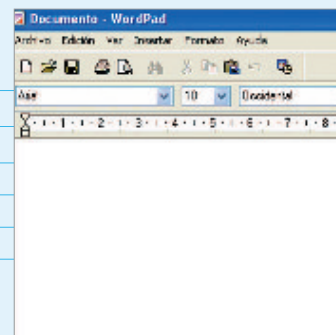 Documento - WordPad
Archivo Edición Ver Insertar Formato Ayuda
Arial 10 Occidental
1 2 3 4 5 6 7 8